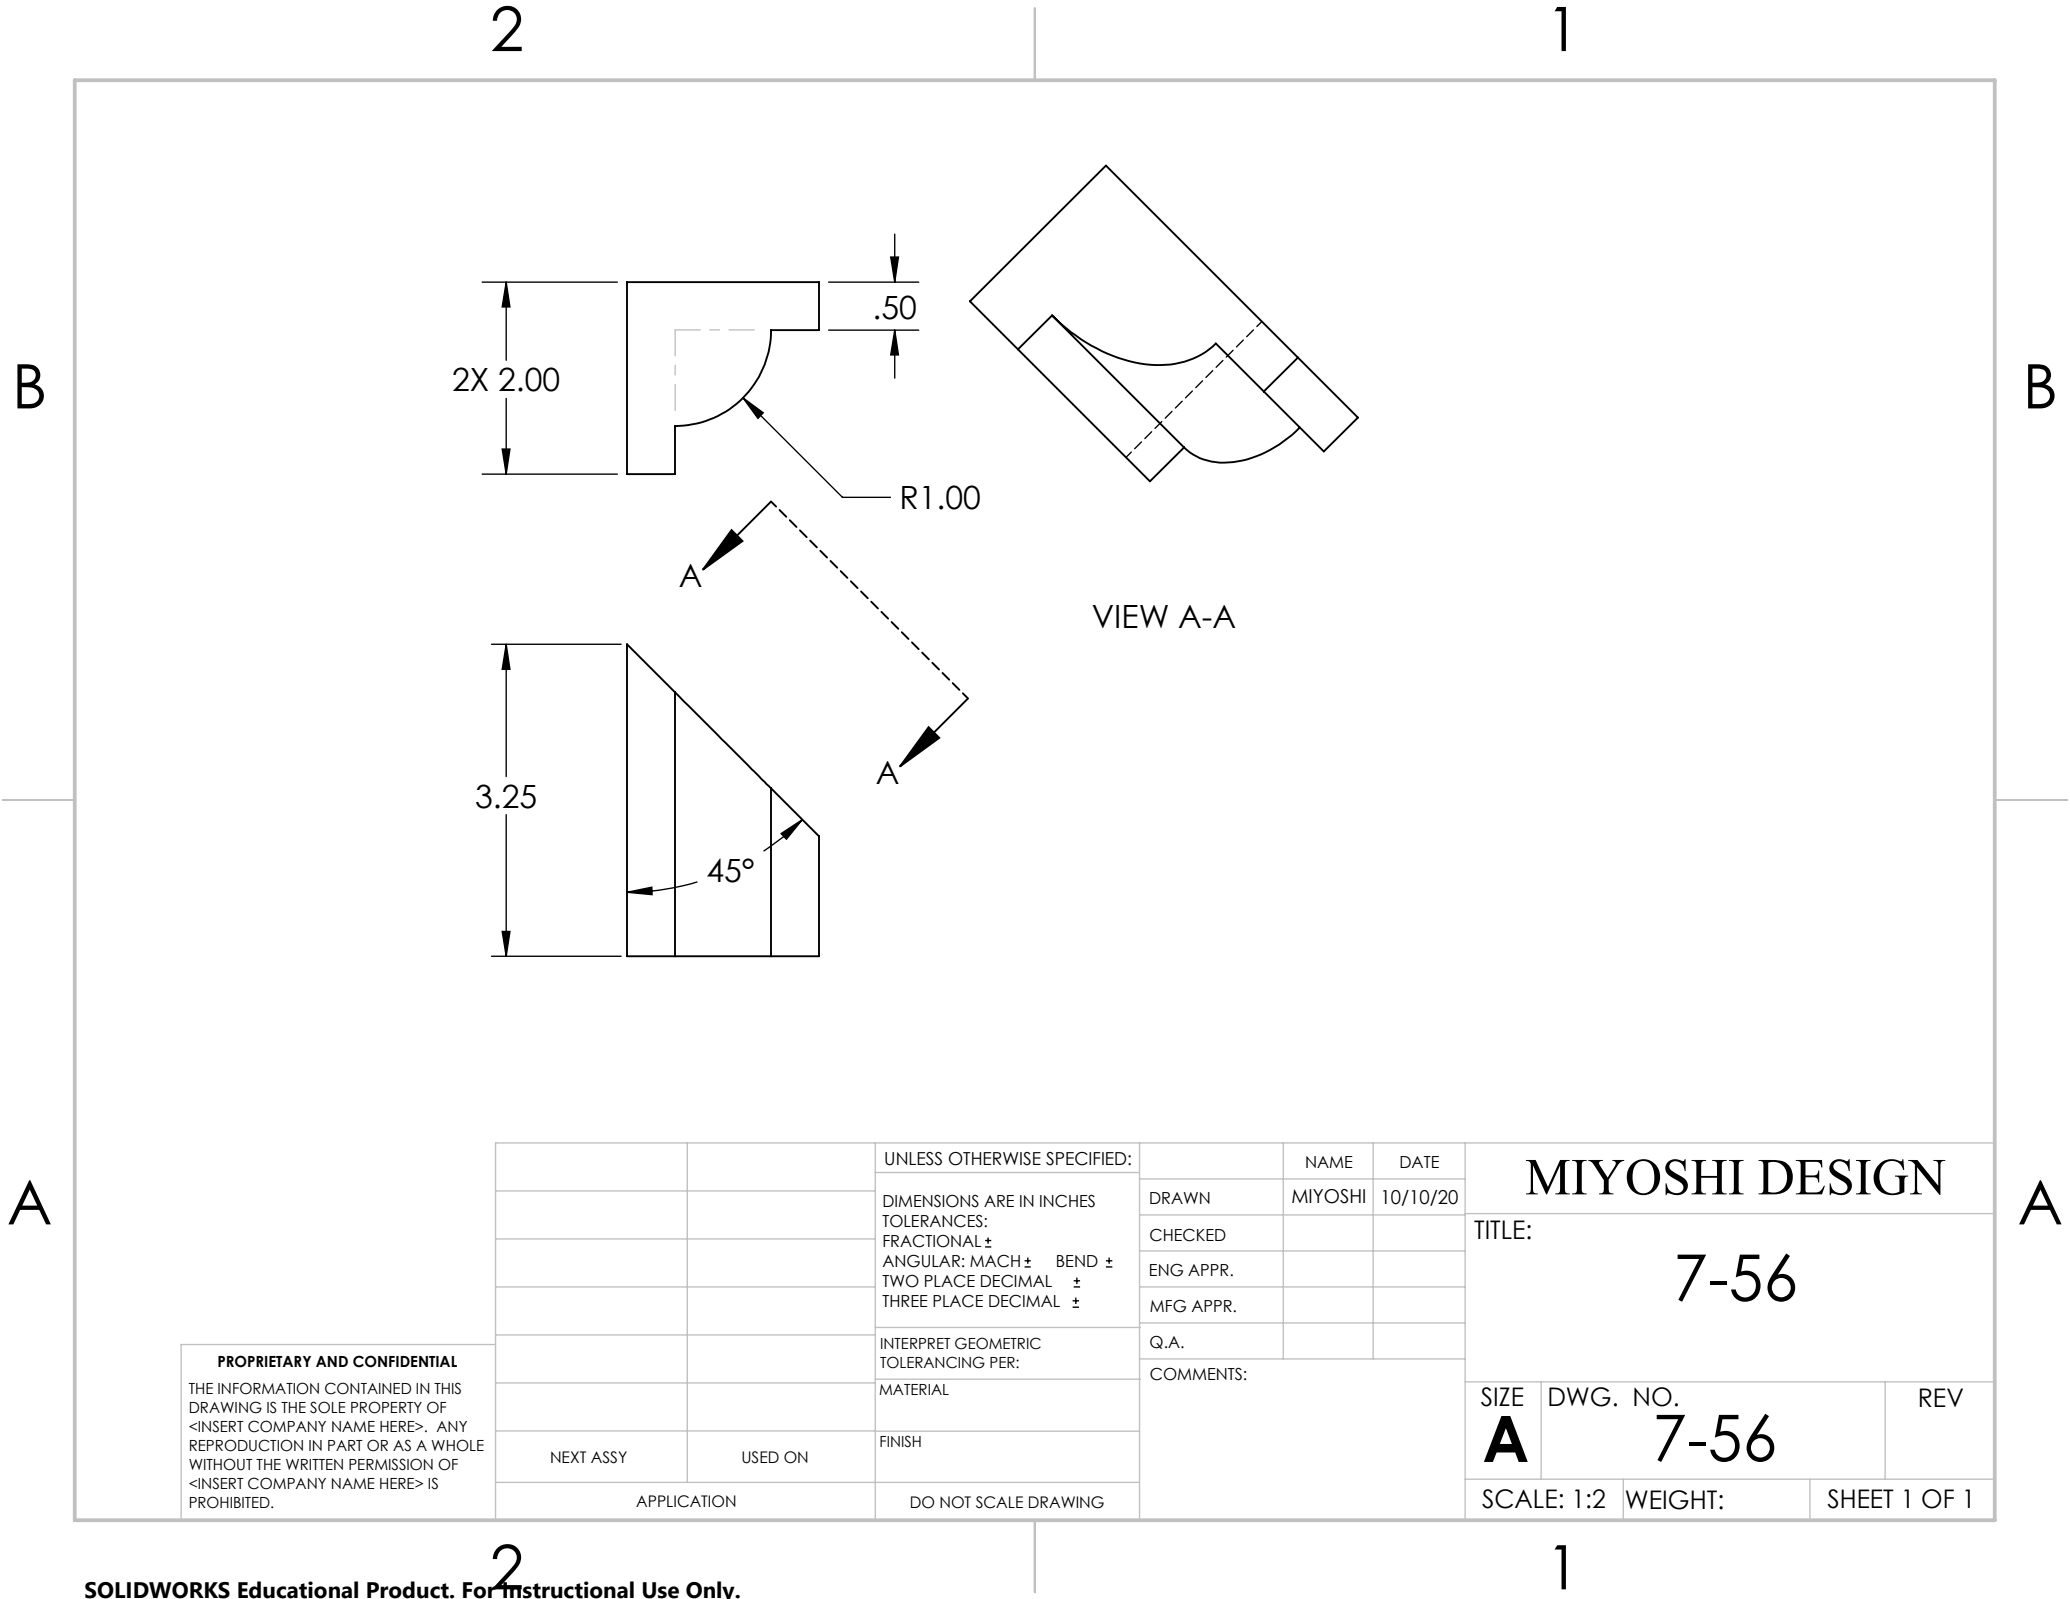 2
1
B
B
.50
2X 2.00
R1.00
A
VIEW A-A
A
3.25
45°
A
A
UNLESS OTHERWISE SPECIFIED:
DIMENSIONS ARE IN INCHES
TOLERANCES:
FRACTIONAL ±
ANGULAR: MACH ± BEND ±
TWO PLACE DECIMAL ±
THREE PLACE DECIMAL ±
INTERPRET GEOMETRIC
TOLERANCING PER:
MATERIAL
FINISH
DO NOT SCALE DRAWING
NAME DATE
DRAWN MIYOSHI 10/10/20
CHECKED
ENG APPR.
MFG APPR.
Q.A.
COMMENTS:
MIYOSHI DESIGN
TITLE:
7-56
SIZE DWG. NO. REV
A 7-56
SCALE: 1:2 WEIGHT: SHEET 1 OF 1
PROPRIETARY AND CONFIDENTIAL
THE INFORMATION CONTAINED IN THIS
DRAWING IS THE SOLE PROPERTY OF
<INSERT COMPANY NAME HERE>. ANY
REPRODUCTION IN PART OR AS A WHOLE
WITHOUT THE WRITTEN PERMISSION OF
<INSERT COMPANY NAME HERE> IS
PROHIBITED.
NEXT ASSY USED ON
APPLICATION
2
1
SOLIDWORKS Educational Product. For Instructional Use Only.